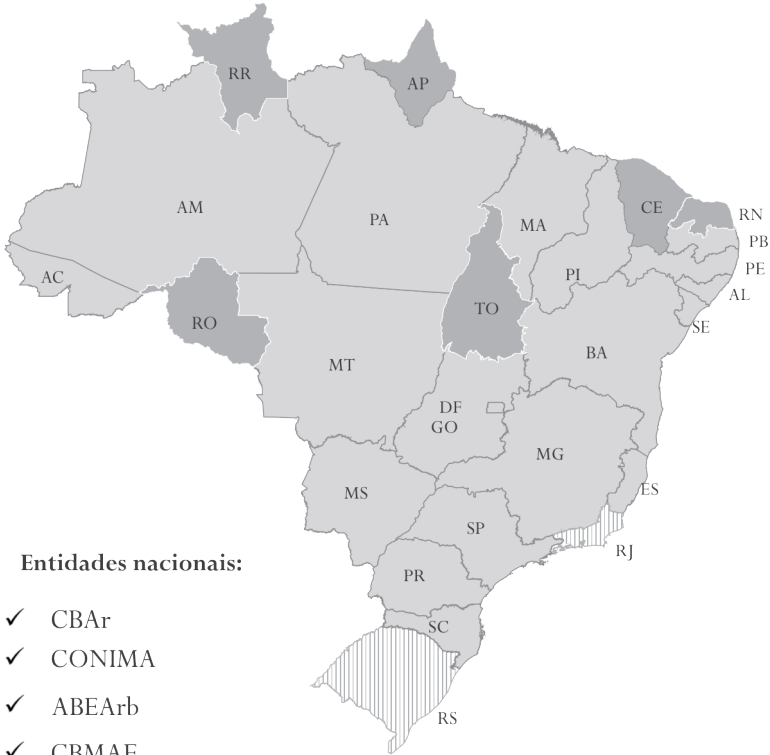 RR
AP
AM
PA
MA
CE
RN
PB
PE
AL
SE
PI
AC
RO
TO
BA
MT
DF
GO
MG
ES
MS
SP
RJ
PR
SC
RS
Entidades nacionais:
✓ CBAr
✓ CONIMA
✓ ABEArb
✓ CBMAE